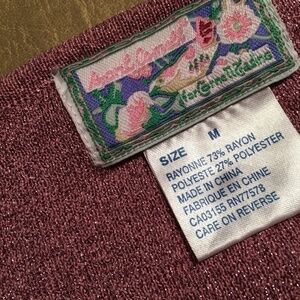 SIZE M
RAYONNE 73% RAYON
POLYESTE 27% POLYESTER
MADE IN CHINA
FABRIQUE EN CHINE
CA03155 RN77578
CARE ON REVERSE